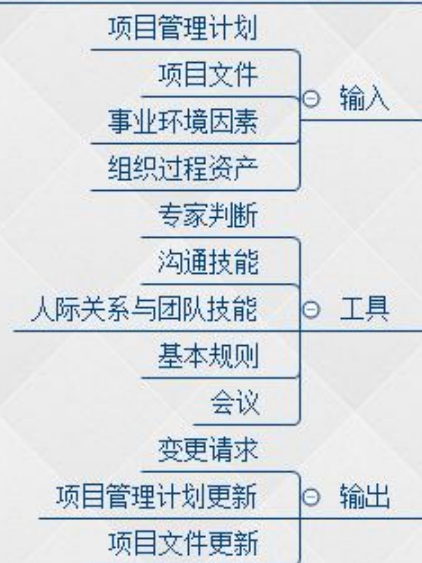 项目管理计划
项目文件
输入
事业环境因素
组织过程资产
专家判断
沟通技能
人际关系与团队技能
工具
基本规则
会议
变更请求
项目管理计划更新
输出
项目文件更新